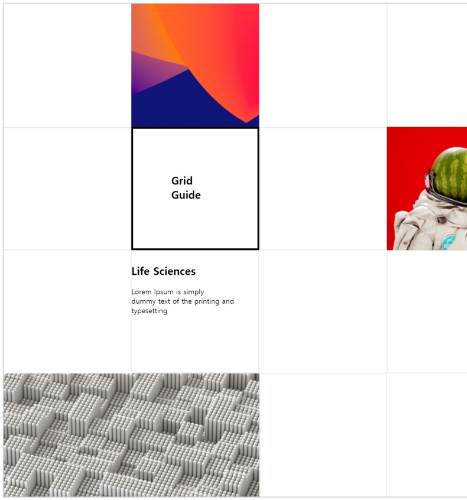 Grid
Guide
Life Sciences
Lorem Ipsum is simply
dummy text of the printing and
typesetting